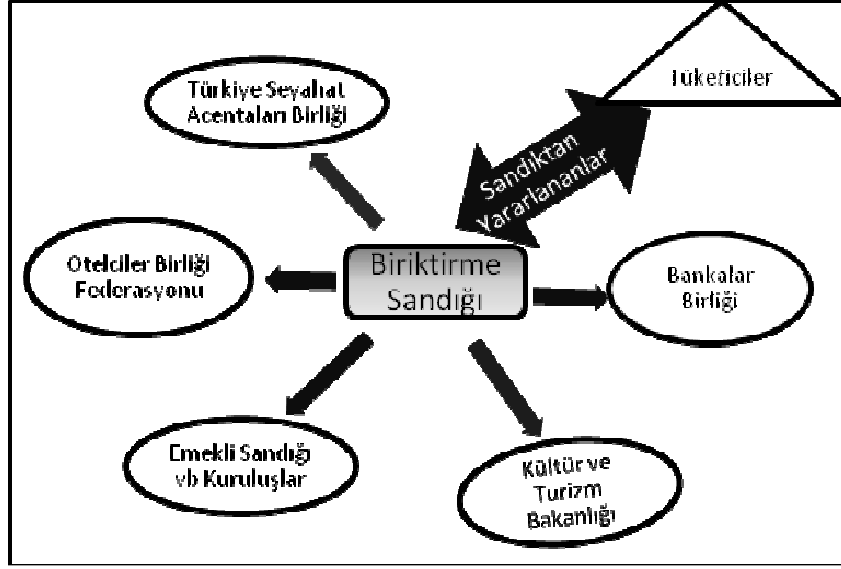 Türkiye Seyahat
Acentaları Birliği
Tüketiciler
Sandıktan
Yararlananlar
Otelciler Birliği
Federasyonu
Biriktirme
Sandığı
Bankalar
Birliği
Emekli Sandığı
vb Kuruluşlar
Kültür ve
Turizm
Bakanlığı